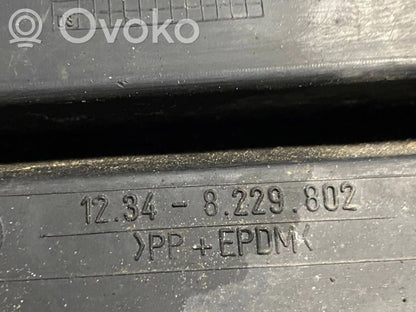 Ovoko
12.34 - 8.229.802
>PP + EPDM<